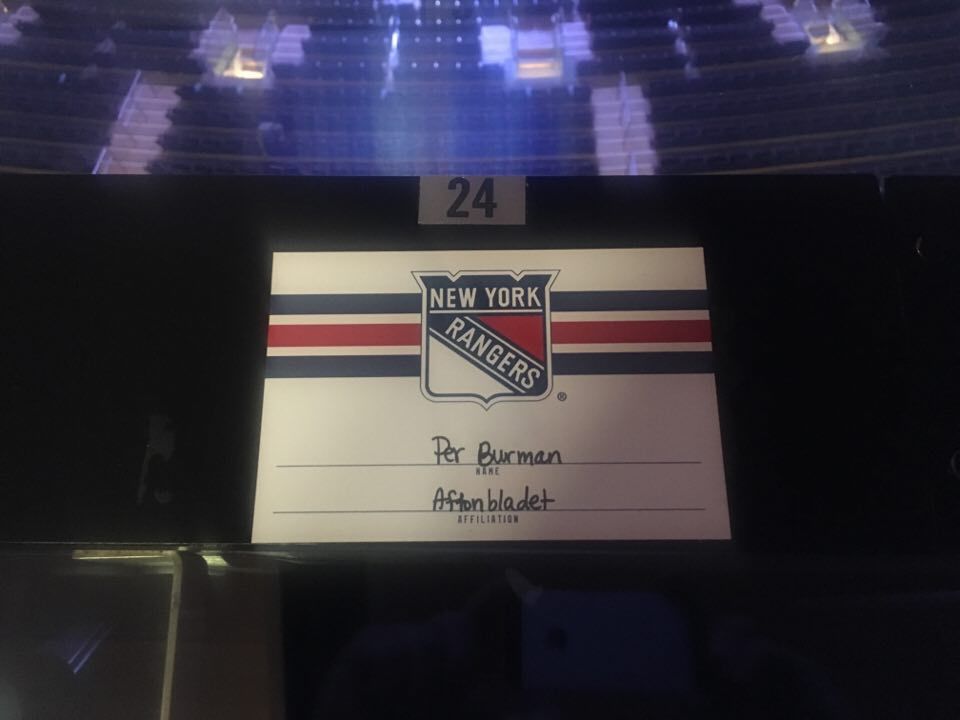 24
NEW YORK
RANGERS
®
Per Burman
NAME
Aftonbladet
AFFILIATION